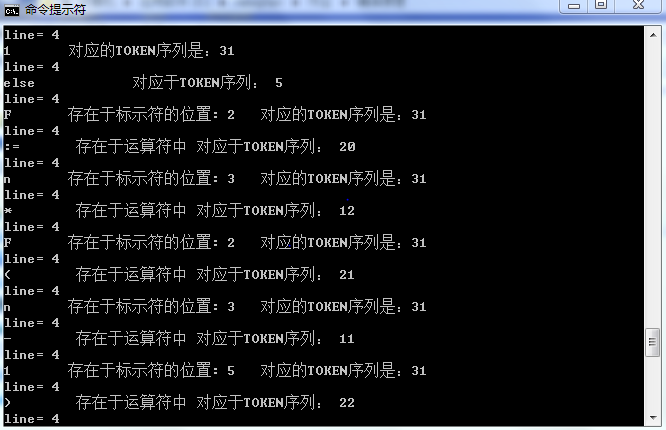 命令提示符
line= 4
1 对应的TOKEN序列是：31
line= 4
else 对应于TOKEN序列： 5
line= 4
F 存在于标示符的位置：2 对应的TOKEN序列是：31
line= 4
:= 存在于运算符中 对应于TOKEN序列： 20
line= 4
n 存在于标示符的位置：3 对应的TOKEN序列是：31
line= 4
* 存在于运算符中 对应于TOKEN序列： 12
line= 4
F 存在于标示符的位置：2 对应的TOKEN序列是：31
line= 4
( 存在于运算符中 对应于TOKEN序列： 21
line= 4
n 存在于标示符的位置：3 对应的TOKEN序列是：31
line= 4
- 存在于运算符中 对应于TOKEN序列： 11
line= 4
1 存在于标示符的位置：5 对应的TOKEN序列是：31
line= 4
) 存在于运算符中 对应于TOKEN序列： 22
line= 4